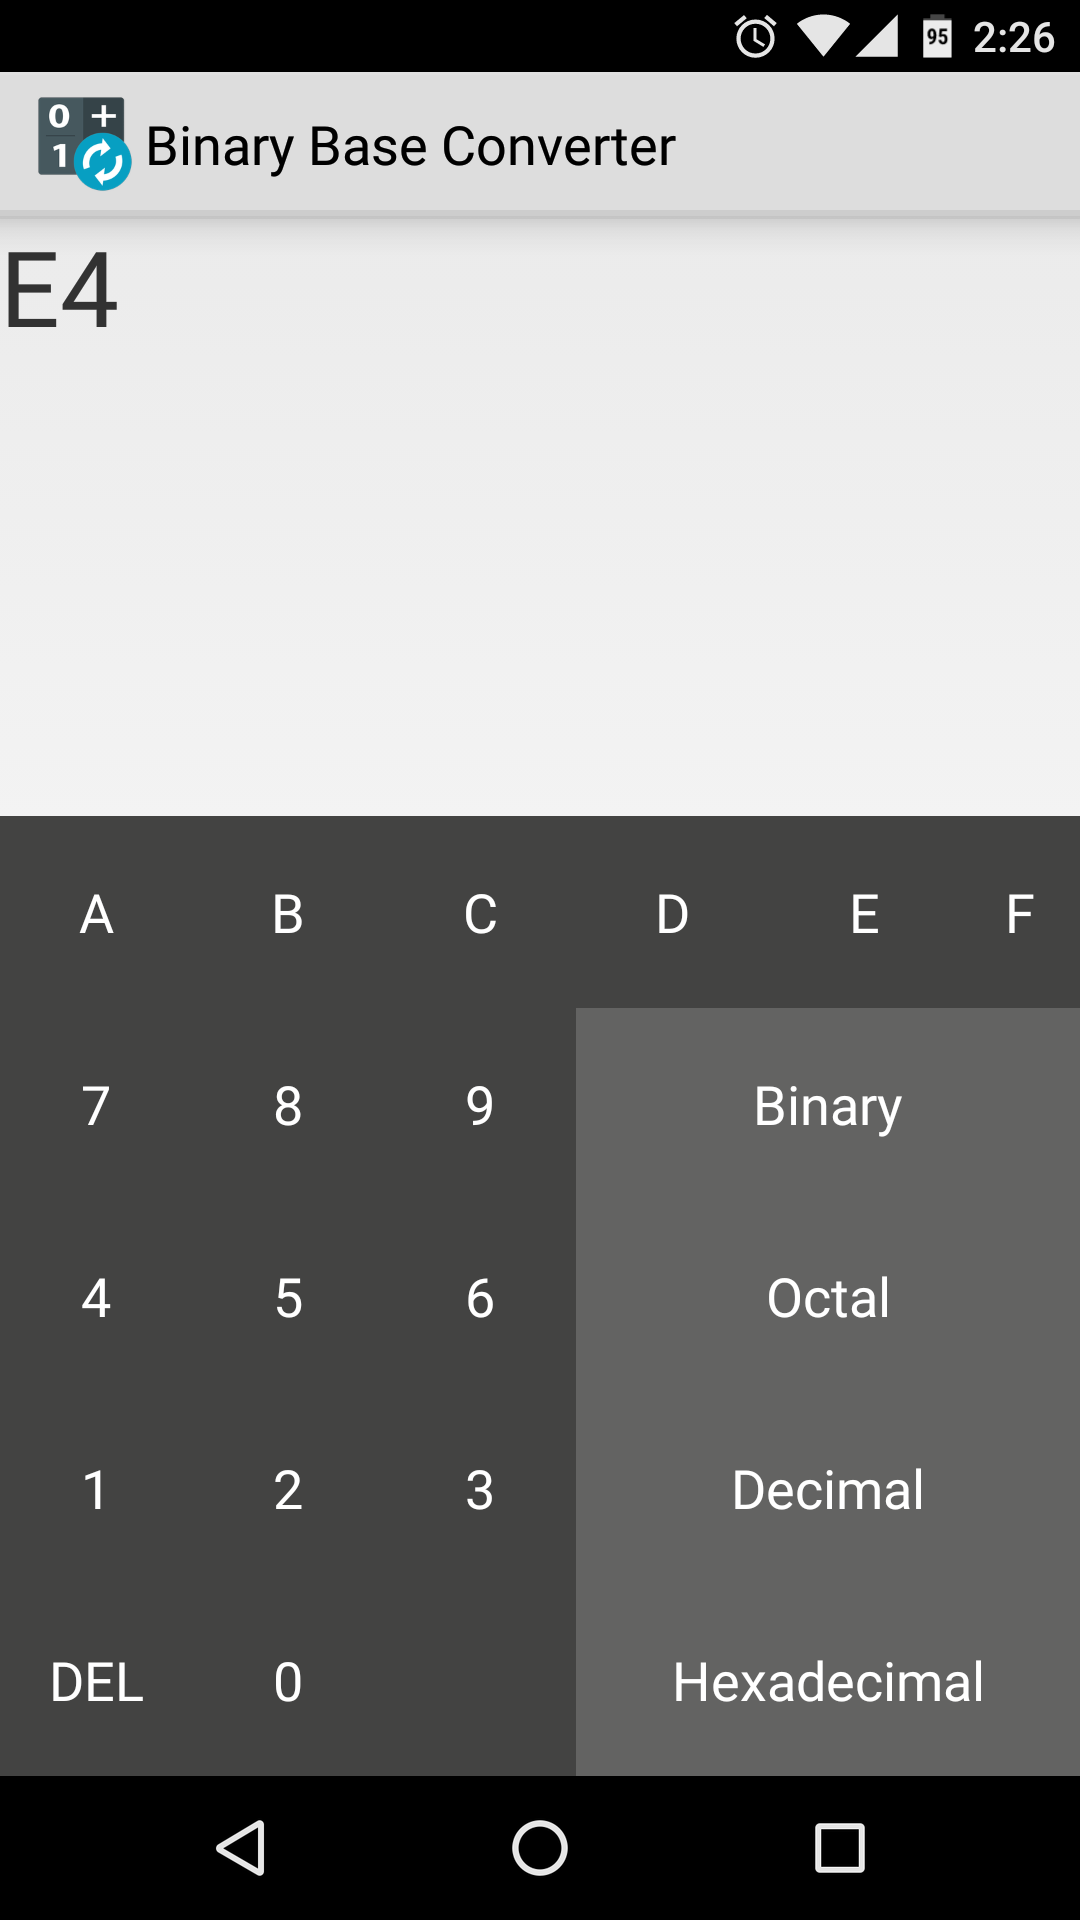 95 2:26
0 +
1
Binary Base Converter
E4
A B C D E F
7 8 9 Binary
4 5 6 Octal
1 2 3 Decimal
DEL 0 Hexadecimal